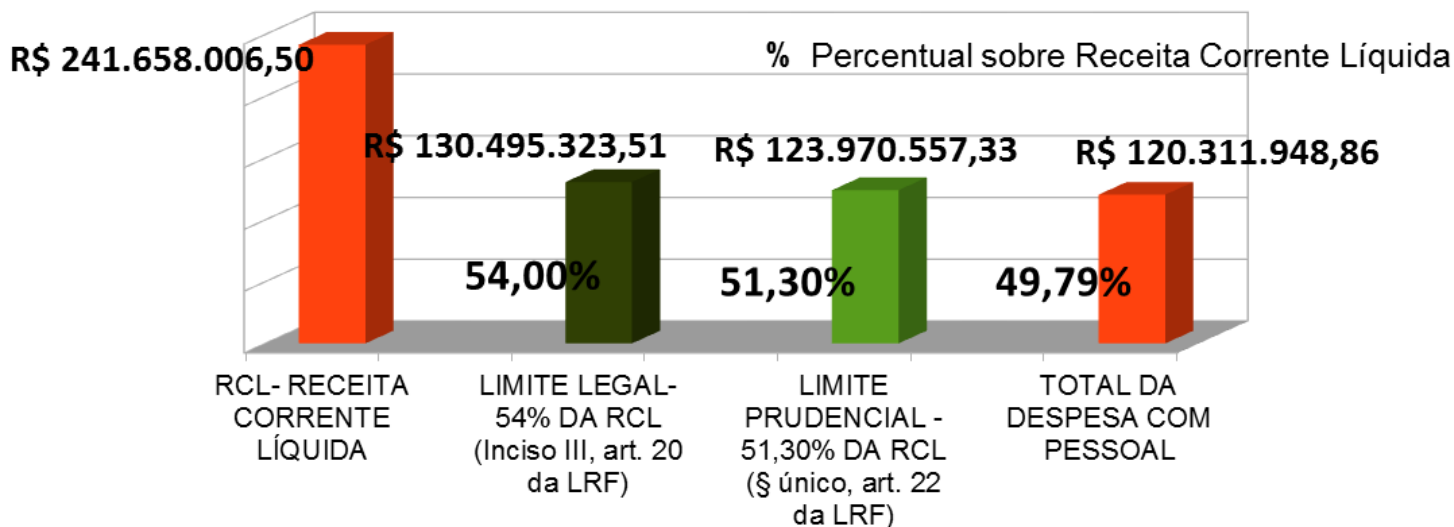 R$ 241.658.006,50
% Percentual sobre Receita Corrente Líquida
R$ 130.495.323,51
R$ 123.970.557,33
R$ 120.311.948,86
54,00%
51,30%
49,79%
RCL- RECEITA
CORRENTE
LÍQUIDA
LIMITE LEGAL-
54% DA RCL
(Inciso III, art. 20
da LRF)
LIMITE
PRUDENCIAL -
51,30% DA RCL
(§ único, art. 22
da LRF)
TOTAL DA
DESPESA COM
PESSOAL